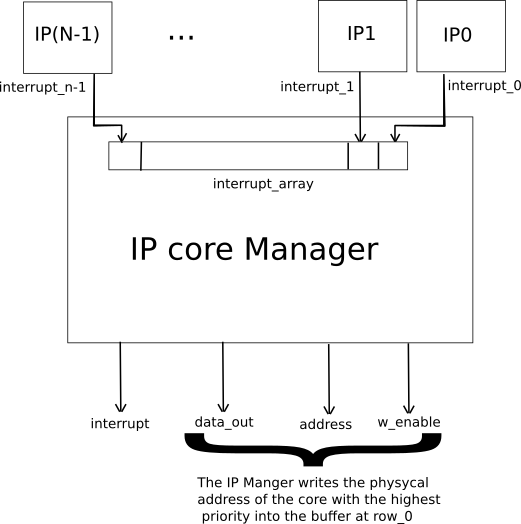 IP(N-1)
...
IP1
IP0
interrupt_n-1
interrupt_1
interrupt_0
interrupt_array
IP core Manager
interrupt
data_out
address
w_enable
The IP Manger writes the physycal
address of the core with the highest
priority into the buffer at row_0